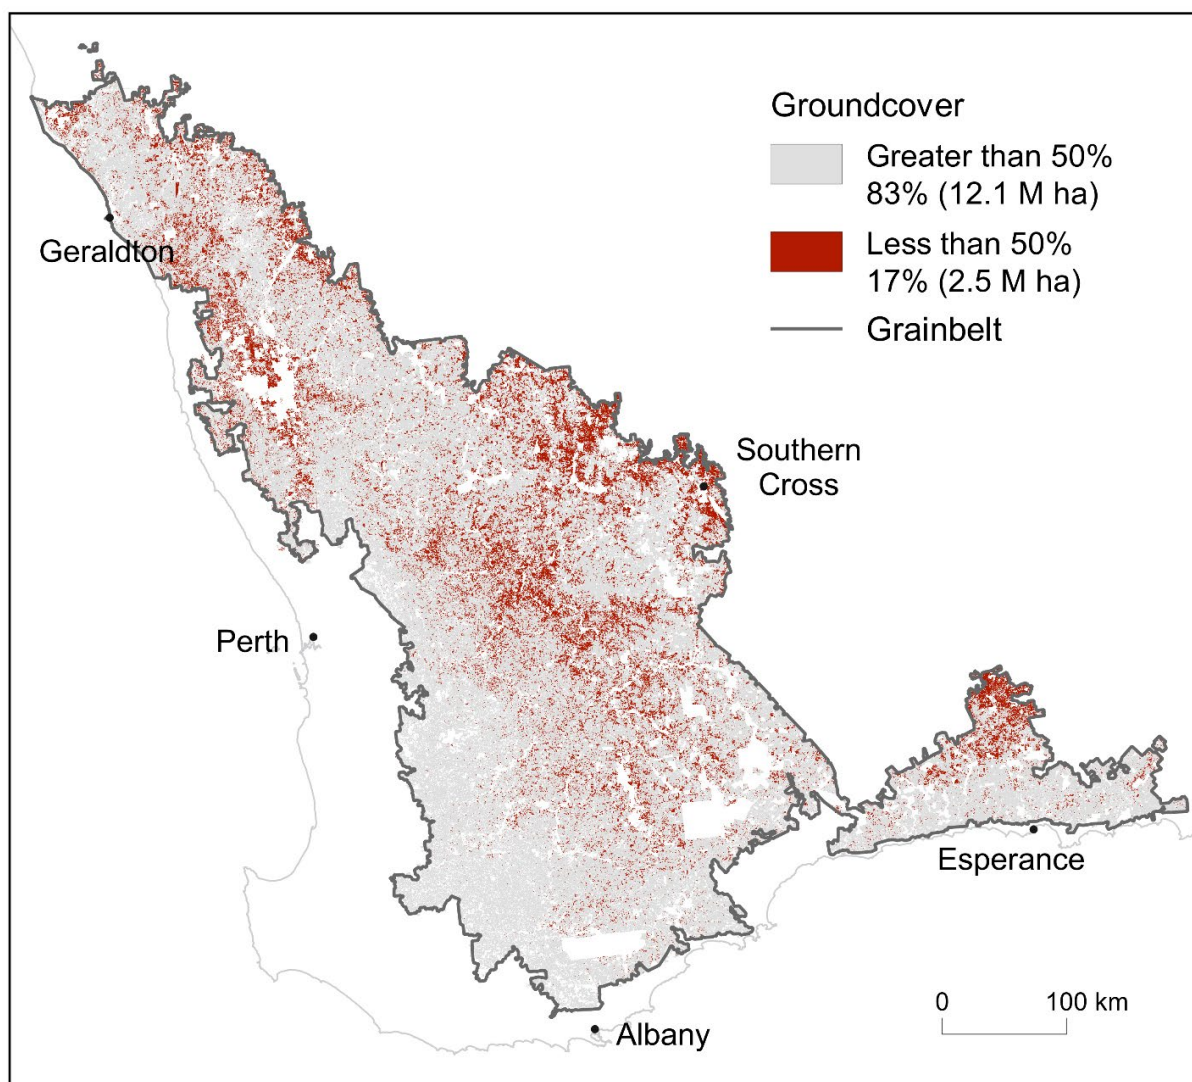 Groundcover
Greater than 50%
83% (12.1 M ha)
Less than 50%
17% (2.5 M ha)
Grainbelt
Geraldton
Southern
Cross
Perth
Esperance
Albany
0 100 km